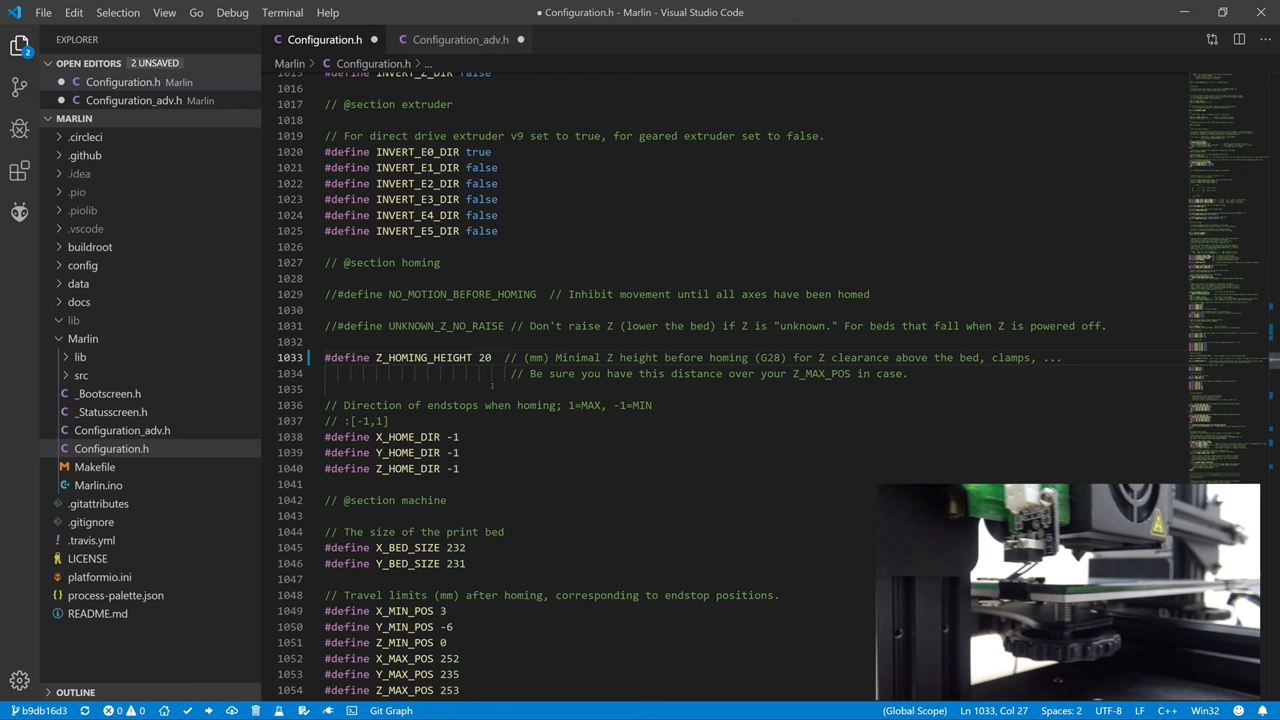 File Edit Selection View Go Debug Terminal Help
● Configuration.h - Marlin - Visual Studio Code
EXPLORER
OPEN EDITORS 2 UNSAVED
Configuration.h Marlin
Configuration_adv.h Marlin
MARLIN
.circleci
.github
.idea
.pio
.piolib
.vscode
buildroot
config
data
docs
lib
Marlin
lib
src
_Bootscreen.h
_Statusscreen.h
Configuration_adv.h
Configuration.h
Makefile
Marlin.ino
.gitattributes
.gitignore
.travis.yml
LICENSE
platformio.ini
process-palette.json
README.md
OUTLINE
2
Configuration.h
Configuration_adv.h
Marlin > Configuration.h > ...
1015 #define INVERT_Z_DIR false
1016
1017 // @section extruder
1018
1019 // For direct drive extruder v9 set to true, for geared extruder set to false.
1020 #define INVERT_E0_DIR true
1021 #define INVERT_E1_DIR false
1022 #define INVERT_E2_DIR false
1023 #define INVERT_E3_DIR false
1024 #define INVERT_E4_DIR false
1025 #define INVERT_E5_DIR false
1026
1027 // @section homing
1028
1029 //#define NO_MOTION_BEFORE_HOMING // Inhibit movement until all axes have been homed
1030
1031 //#define UNKNOWN_Z_NO_RAISE // Don't raise Z (lower the bed) if Z is "unknown." For beds that fall when Z is powered off.
1032
1033 #define Z_HOMING_HEIGHT 20 // (mm) Minimal Z height before homing (G28) for Z clearance above the bed, clamps, ...
1034 // Be sure you have this distance over your Z_MAX_POS in case.
1035
1036 // Direction of endstops when homing; 1=MAX, -1=MIN
1037 // :[-1,1]
1038 #define X_HOME_DIR -1
1039 #define Y_HOME_DIR -1
1040 #define Z_HOME_DIR -1
1041
1042 // @section machine
1043
1044 // The size of the print bed
1045 #define X_BED_SIZE 232
1046 #define Y_BED_SIZE 231
1047
1048 // Travel limits (mm) after homing, corresponding to endstop positions.
1049 #define X_MIN_POS 3
1050 #define Y_MIN_POS -6
1051 #define Z_MIN_POS 0
1052 #define X_MAX_POS 252
1053 #define Y_MAX_POS 235
1054 #define Z_MAX_POS 253
b9db16d3 0 0 Git Graph (Global Scope) Ln 1033, Col 27 Spaces: 2 UTF-8 LF C++ Win32